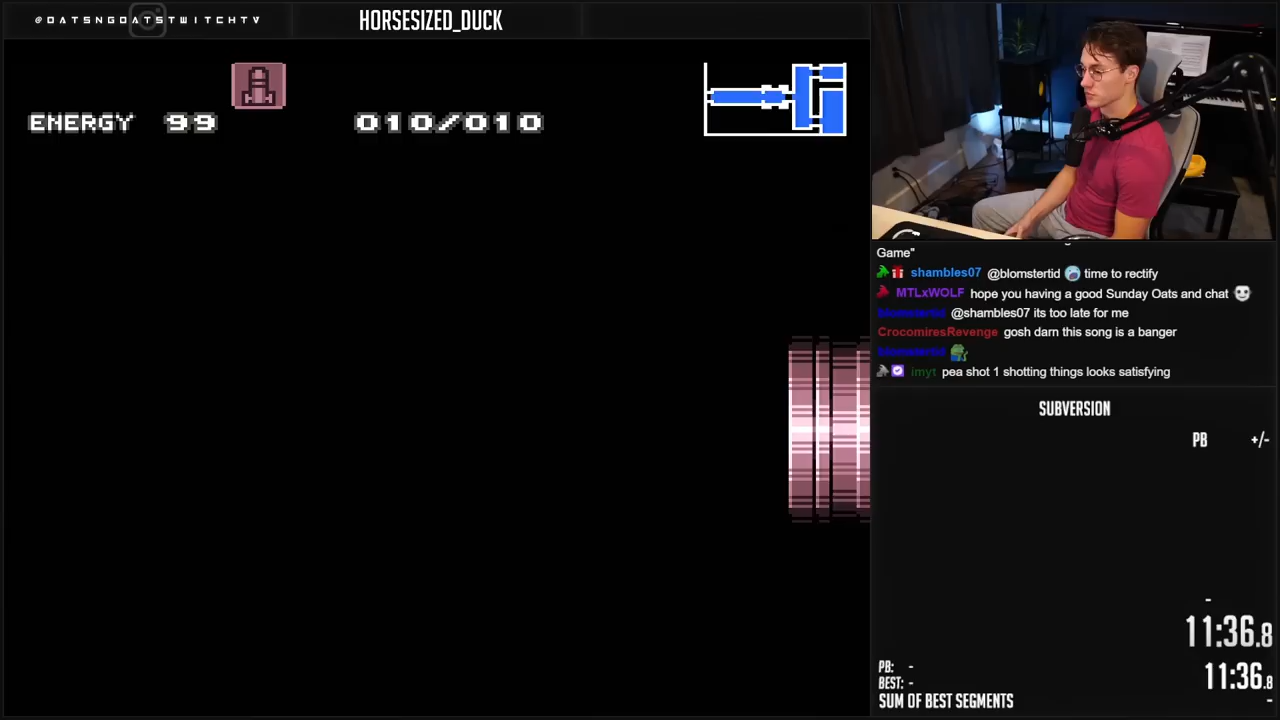 @OATSNGOATSTWITCHTV
HORSESIZED_DUCK
ENERGY 99
010/010
Game"
shambles07 @blomstertid time to rectify
MTLxWOLF hope you having a good Sunday Oats and chat
blomstertid @shambles07 its too late for me
CrocomiresRevenge gosh darn this song is a banger
blomstertid
imyt pea shot 1 shotting things looks satisfying
SUBVERSION
PB +/-
-
11:36.8
PB: -
11:36.8
BEST: -
SUM OF BEST SEGMENTS -